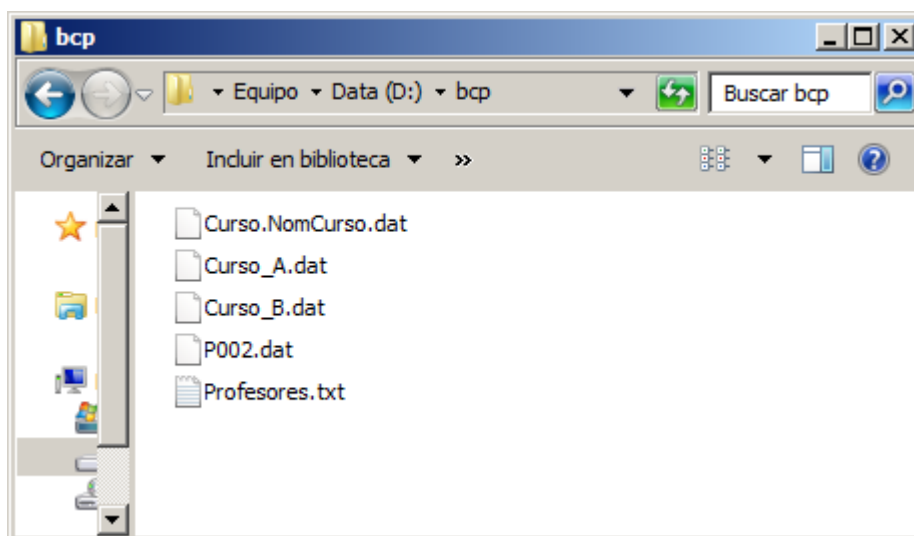 bcp
Equipo Data (D:) bcp Buscar bcp
Organizar Incluir en biblioteca »
Curso.NomCurso.dat
Curso_A.dat
Curso_B.dat
P002.dat
Profesores.txt